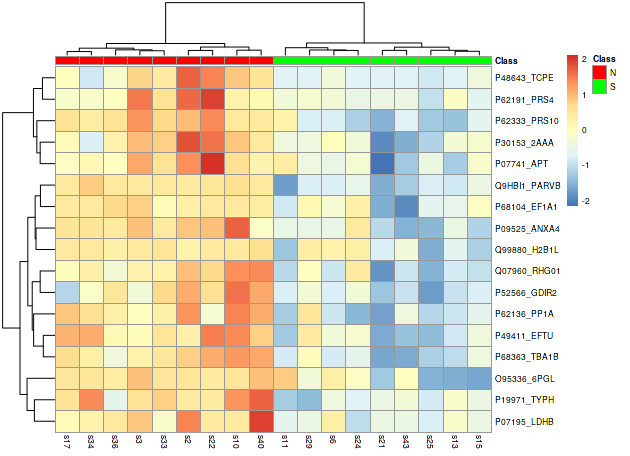 Class
P48643_TCPE
P62191_PRS4
P62333_PRS10
P30153_2AAA
P07741_APT
Q9HBI1_PARVB
P68104_EF1A1
P09525_ANXA4
Q99880_H2B1L
Q07960_RHG01
P52566_GDIR2
P62136_PP1A
P49411_EFTU
P68363_TBA1B
O95336_6PGL
P19971_TYPH
P07195_LDHB
s17 s34 s36 s3 s33 s2 s22 s10 s40 s11 s29 s6 s24 s21 s43 s25 s13 s15
2
1
0
-1
-2
Class
N
S